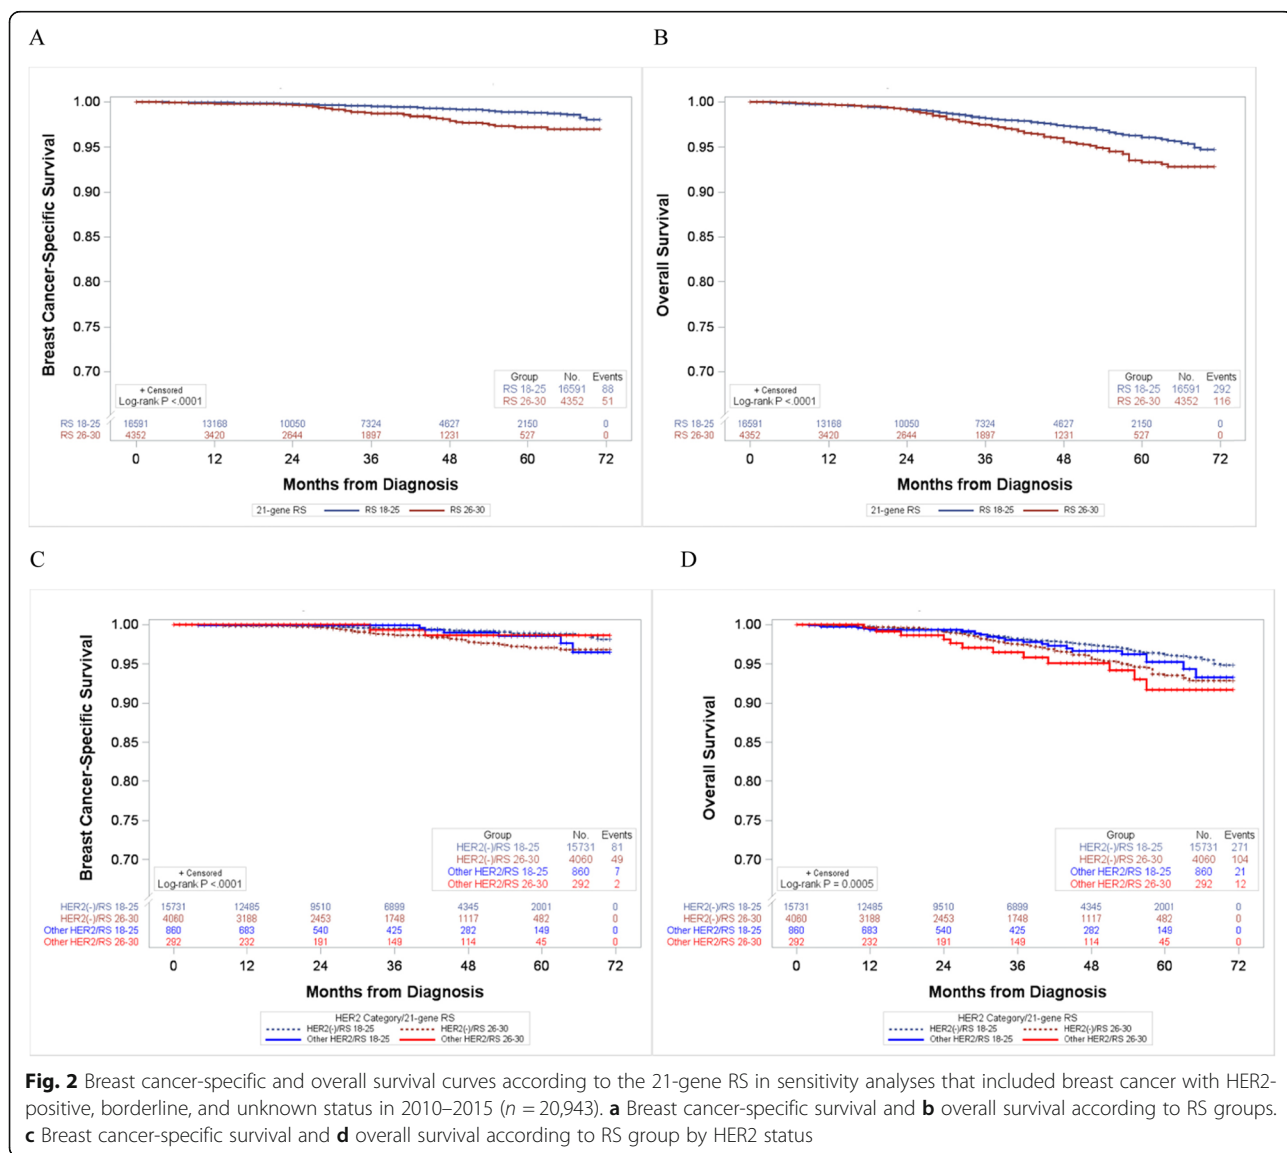 A
Breast Cancer-Specific Survival
1.00
0.95
0.90
0.85
0.80
0.75
0.70
+ Censored
Log-rank P <.0001
Group No. Events
RS 18-25 16591 88
RS 26-30 4352 51
RS 18-25 16591 13168 10050 7324 4627 2150 0
RS 26-30 4352 3420 2644 1897 1231 527 0
0 12 24 36 48 60 72
Months from Diagnosis
21-gene RS RS 18-25 RS 26-30
B
Overall Survival
1.00
0.95
0.90
0.85
0.80
0.75
0.70
+ Censored
Log-rank P <.0001
Group No. Events
RS 18-25 16591 292
RS 26-30 4352 116
RS 18-25 16591 13168 10050 7324 4627 2150 0
RS 26-30 4352 3420 2644 1897 1231 527 0
0 12 24 36 48 60 72
Months from Diagnosis
21-gene RS RS 18-25 RS 26-30
C
Breast Cancer-Specific Survival
1.00
0.95
0.90
0.85
0.80
0.75
0.70
+ Censored
Log-rank P <.0001
Group No. Events
HER2(-)/RS 18-25 15731 81
HER2(-)/RS 26-30 4060 49
Other HER2/RS 18-25 860 7
Other HER2/RS 26-30 292 2
HER2(-)/RS 18-25 15731 12485 9510 6899 4345 2001 0
HER2(-)/RS 26-30 4060 3188 2453 1748 1117 482 0
Other HER2/RS 18-25 860 683 540 425 282 149 0
Other HER2/RS 26-30 292 232 191 149 114 45 0
0 12 24 36 48 60 72
Months from Diagnosis
HER2 Category/21-gene RS
HER2(-)/RS 18-25 HER2(-)/RS 26-30
Other HER2/RS 18-25 Other HER2/RS 26-30
D
Overall Survival
1.00
0.95
0.90
0.85
0.80
0.75
0.70
+ Censored
Log-rank P = 0.0005
Group No. Events
HER2(-)/RS 18-25 15731 271
HER2(-)/RS 26-30 4060 104
Other HER2/RS 18-25 860 21
Other HER2/RS 26-30 292 12
HER2(-)/RS 18-25 15731 12485 9510 6899 4345 2001 0
HER2(-)/RS 26-30 4060 3188 2453 1748 1117 482 0
Other HER2/RS 18-25 860 683 540 425 282 149 0
Other HER2/RS 26-30 292 232 191 149 114 45 0
0 12 24 36 48 60 72
Months from Diagnosis
HER2 Category/21-gene RS
HER2(-)/RS 18-25 HER2(-)/RS 26-30
Other HER2/RS 18-25 Other HER2/RS 26-30
Fig. 2 Breast cancer-specific and overall survival curves according to the 21-gene RS in sensitivity analyses that included breast cancer with HER2-
positive, borderline, and unknown status in 2010–2015 (n = 20,943). a Breast cancer-specific survival and b overall survival according to RS groups.
c Breast cancer-specific survival and d overall survival according to RS group by HER2 status